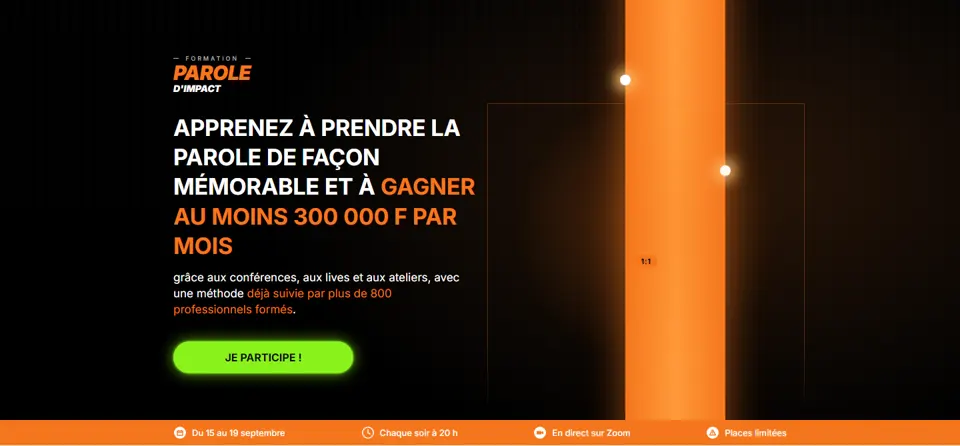 — FORMATION —
PAROLE
D'IMPACT
APPRENEZ À PRENDRE LA
PAROLE DE FAÇON
MÉMORABLE ET À GAGNER
AU MOINS 300 000 F PAR
MOIS
grâce aux conférences, aux lives et aux ateliers, avec
une méthode déjà suivie par plus de 800
professionnels formés.
1:1
JE PARTICIPE !
Du 15 au 19 septembre
Chaque soir à 20 h
En direct sur Zoom
Places limitées